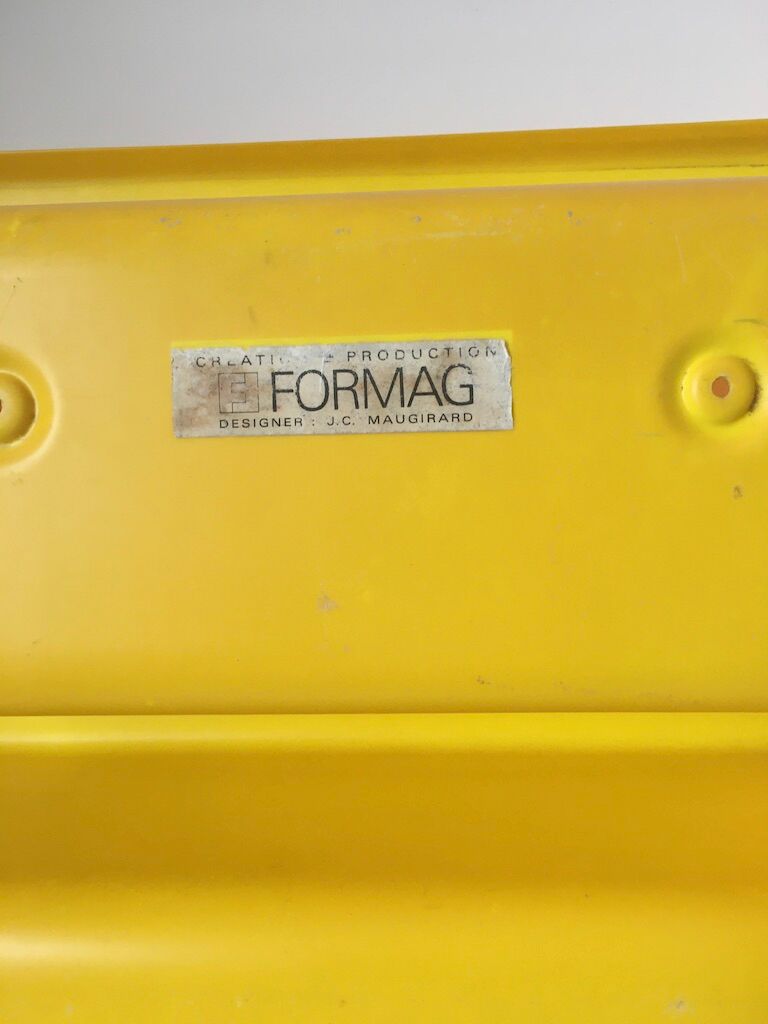 PRODUCTION
FORMAG
DESIGNER : J.C. MAUGIRARD